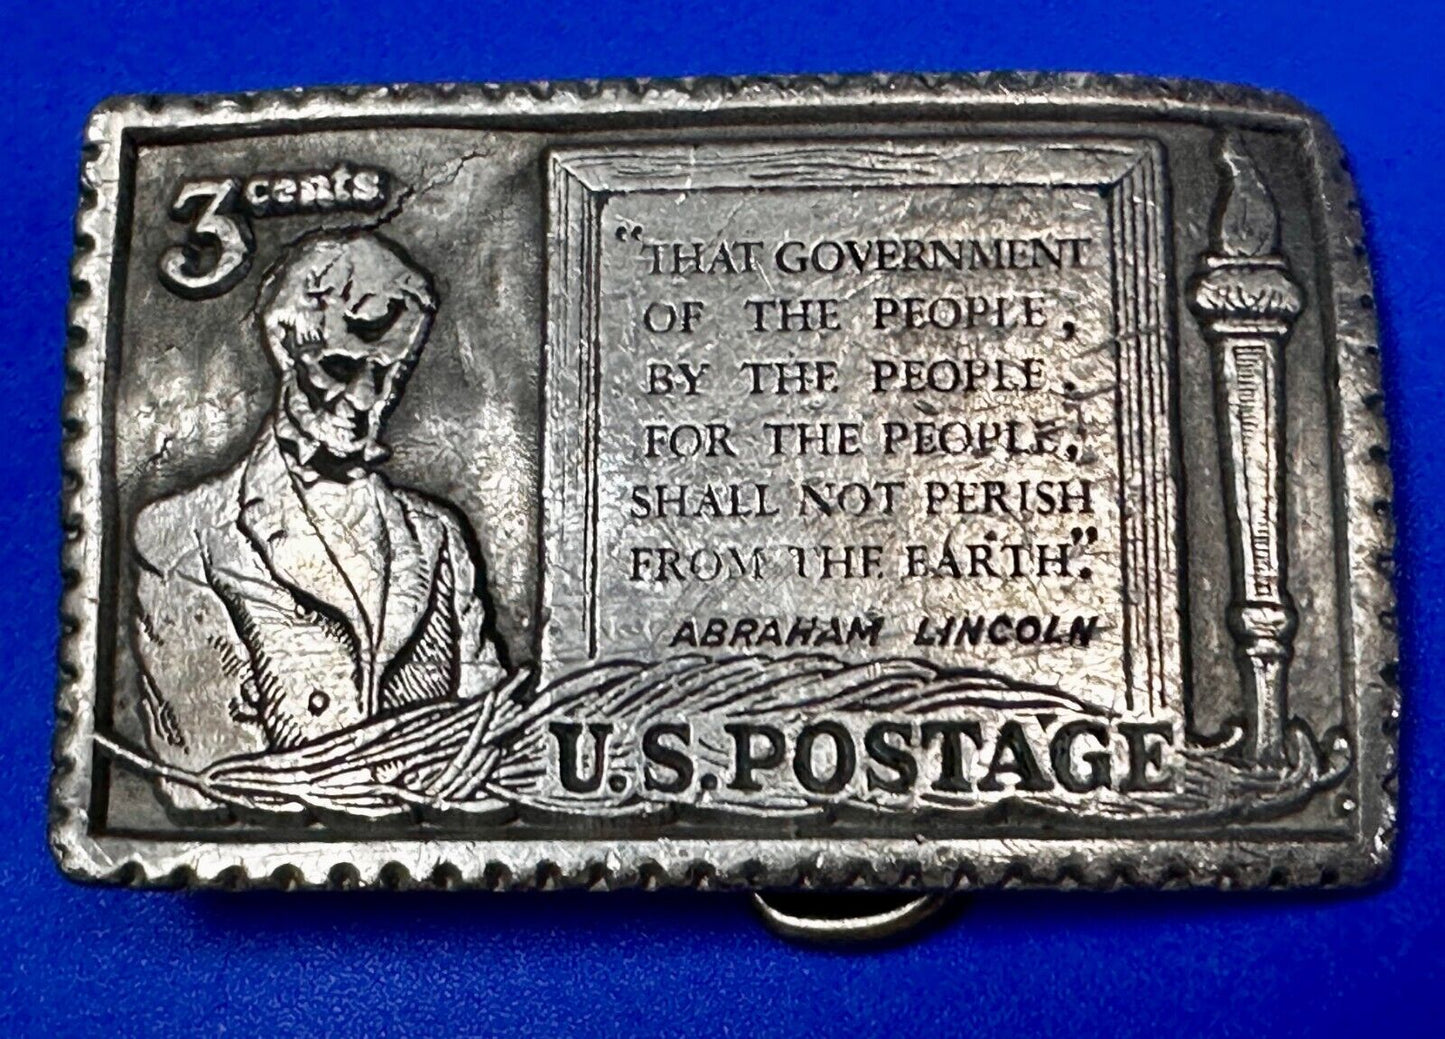 3 cents
“THAT GOVERNMENT
OF THE PEOPLE,
BY THE PEOPLE,
FOR THE PEOPLE,
SHALL NOT PERISH
FROM THE EARTH.”
ABRAHAM LINCOLN
U.S.POSTAGE